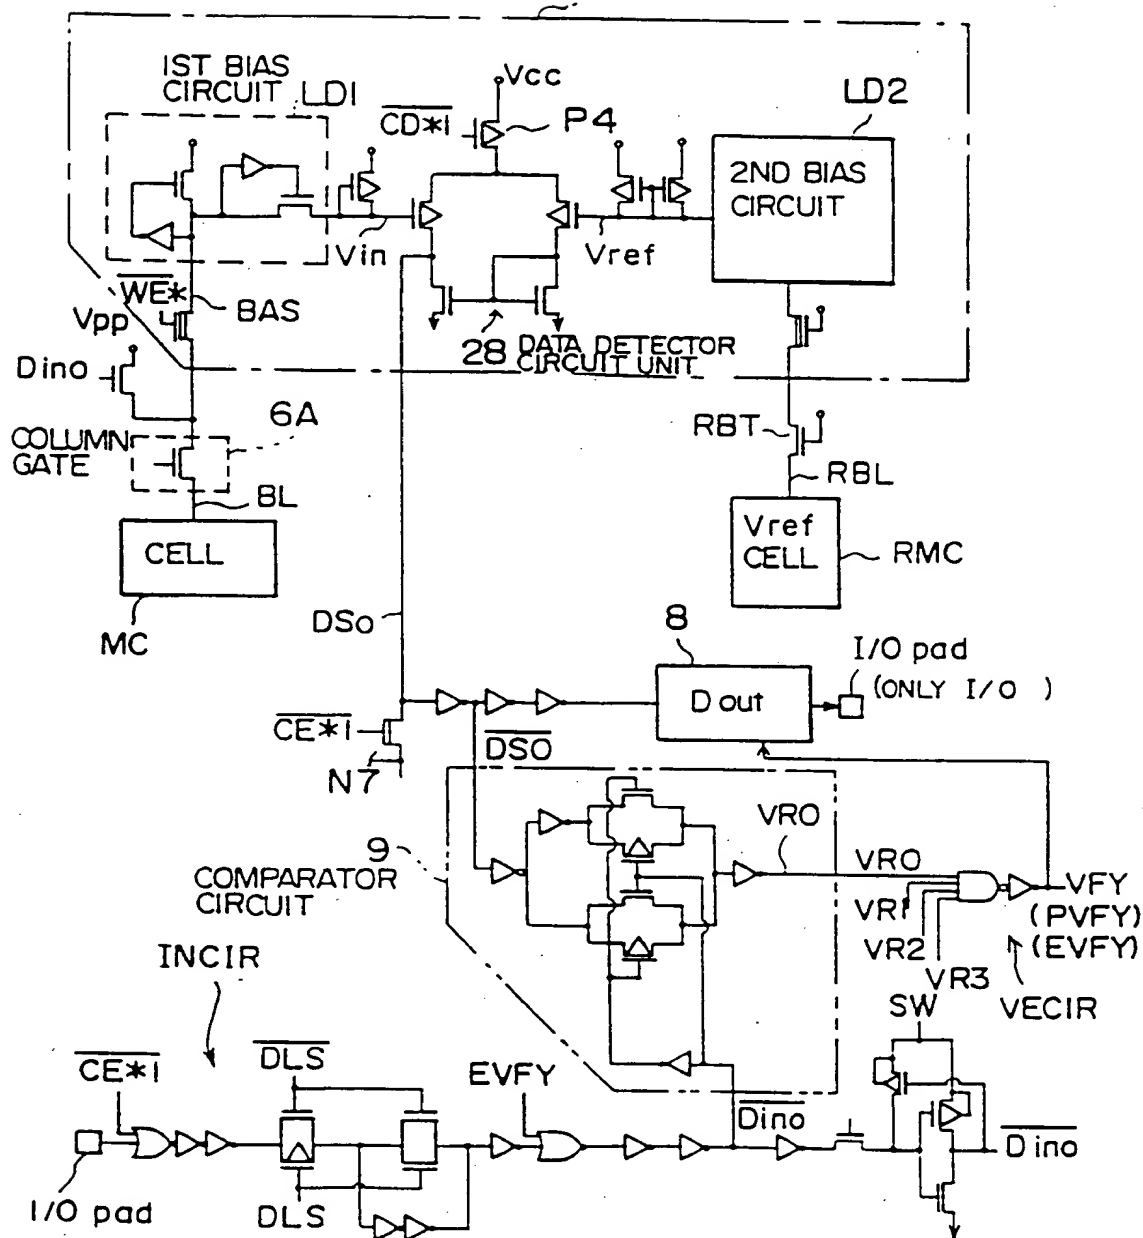 1ST BIAS
CIRCUIT LD1
Vcc
CD*1
P4
LD2
2ND BIAS
CIRCUIT
Vin
Vref
WE*
Vpp
BAS
28 DATA DETECTOR
CIRCUIT UNIT
Dino
6A
COLUMN
GATE
RBT
BL
RBL
CELL
Vref
CELL
RMC
MC
DSo
8
I/O pad
(ONLY I/O )
Dout
CE*1
DSO
N7
VRO
9
VRO
COMPARATOR
CIRCUIT
VFY
VR1
(PVFY)
VR2
(EVFY)
VR3
INCIR
SW
VECIR
CE*1
DLS
EVFY
Dino
Dino
I/O pad
DLS